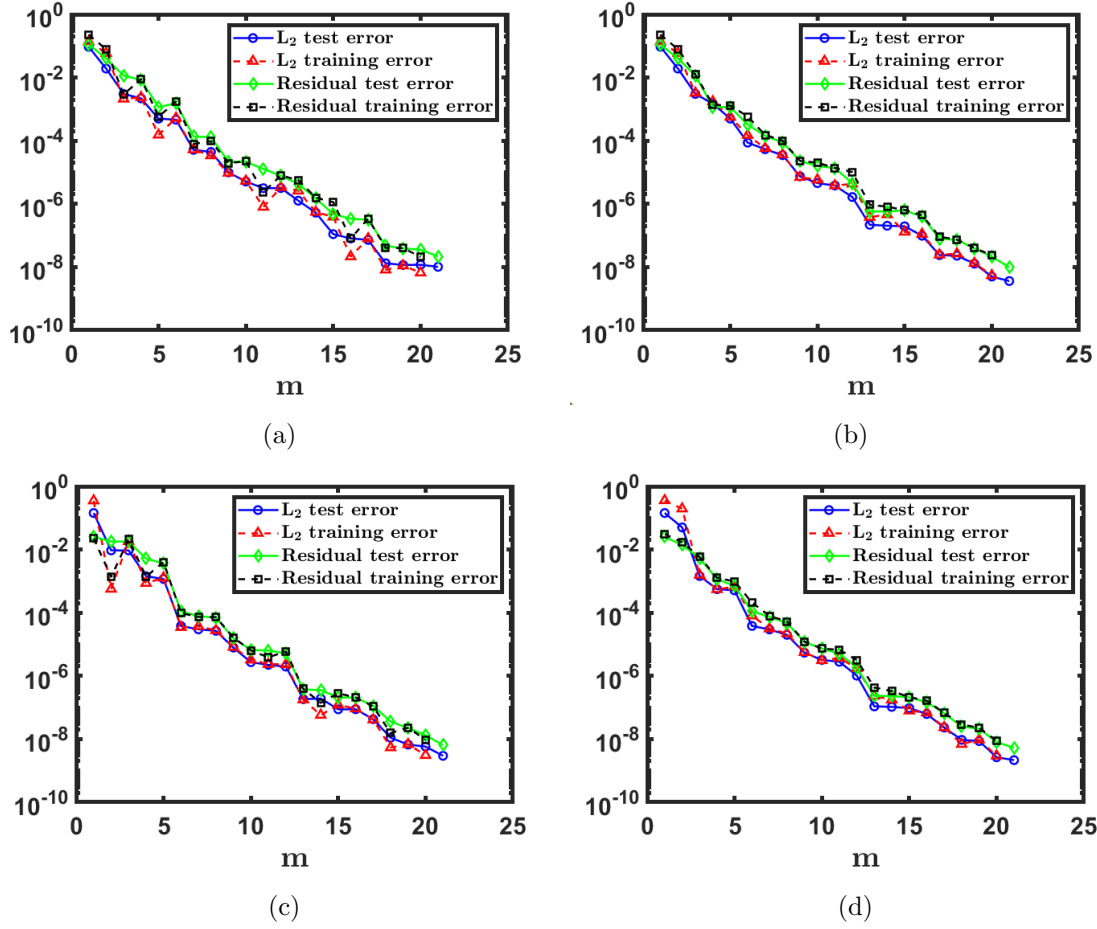 10^0
10^-2
10^-4
10^-6
10^-8
10^-10
0 5 10 15 20 25
m
L₂ test error
L₂ training error
Residual test error
Residual training error
(a)
10^0
10^-2
10^-4
10^-6
10^-8
10^-10
0 5 10 15 20 25
m
L₂ test error
L₂ training error
Residual test error
Residual training error
(b)
10^0
10^-2
10^-4
10^-6
10^-8
10^-10
0 5 10 15 20 25
m
L₂ test error
L₂ training error
Residual test error
Residual training error
(c)
10^0
10^-2
10^-4
10^-6
10^-8
10^-10
0 5 10 15 20 25
m
L₂ test error
L₂ training error
Residual test error
Residual training error
(d)